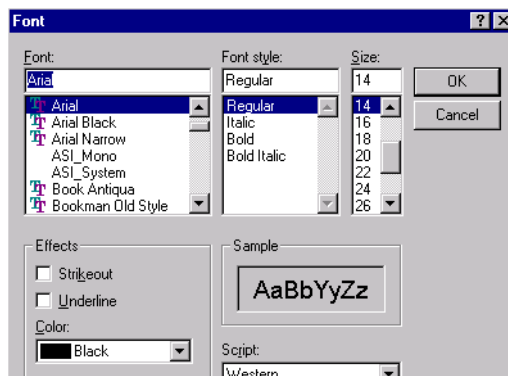 Font
Font: Font style: Size:
Arial Regular 14 OK
Arial Regular 14 Cancel
Arial Black Italic 16
Arial Narrow Bold 18
ASI_Mono Bold Italic 20
ASI_System 22
Book Antiqua 24
Bookman Old Style 26
Effects Sample
Strikeout
Underline AaBbYyZz
Color:
Black Script:
Western